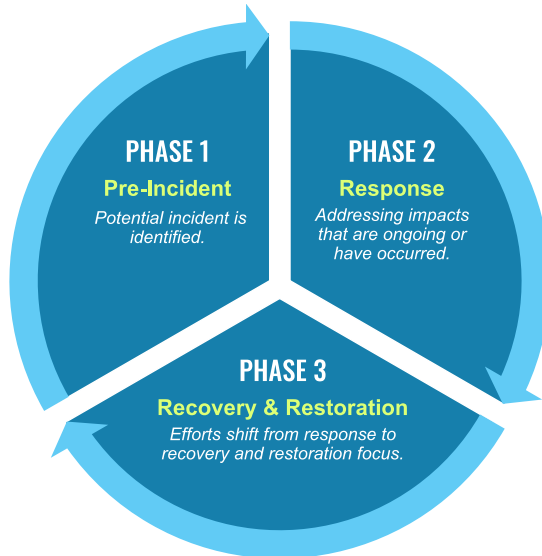 PHASE 1
Pre-Incident
Potential incident is
identified.
PHASE 2
Response
Addressing impacts
that are ongoing or
have occurred.
PHASE 3
Recovery & Restoration
Efforts shift from response to
recovery and restoration focus.